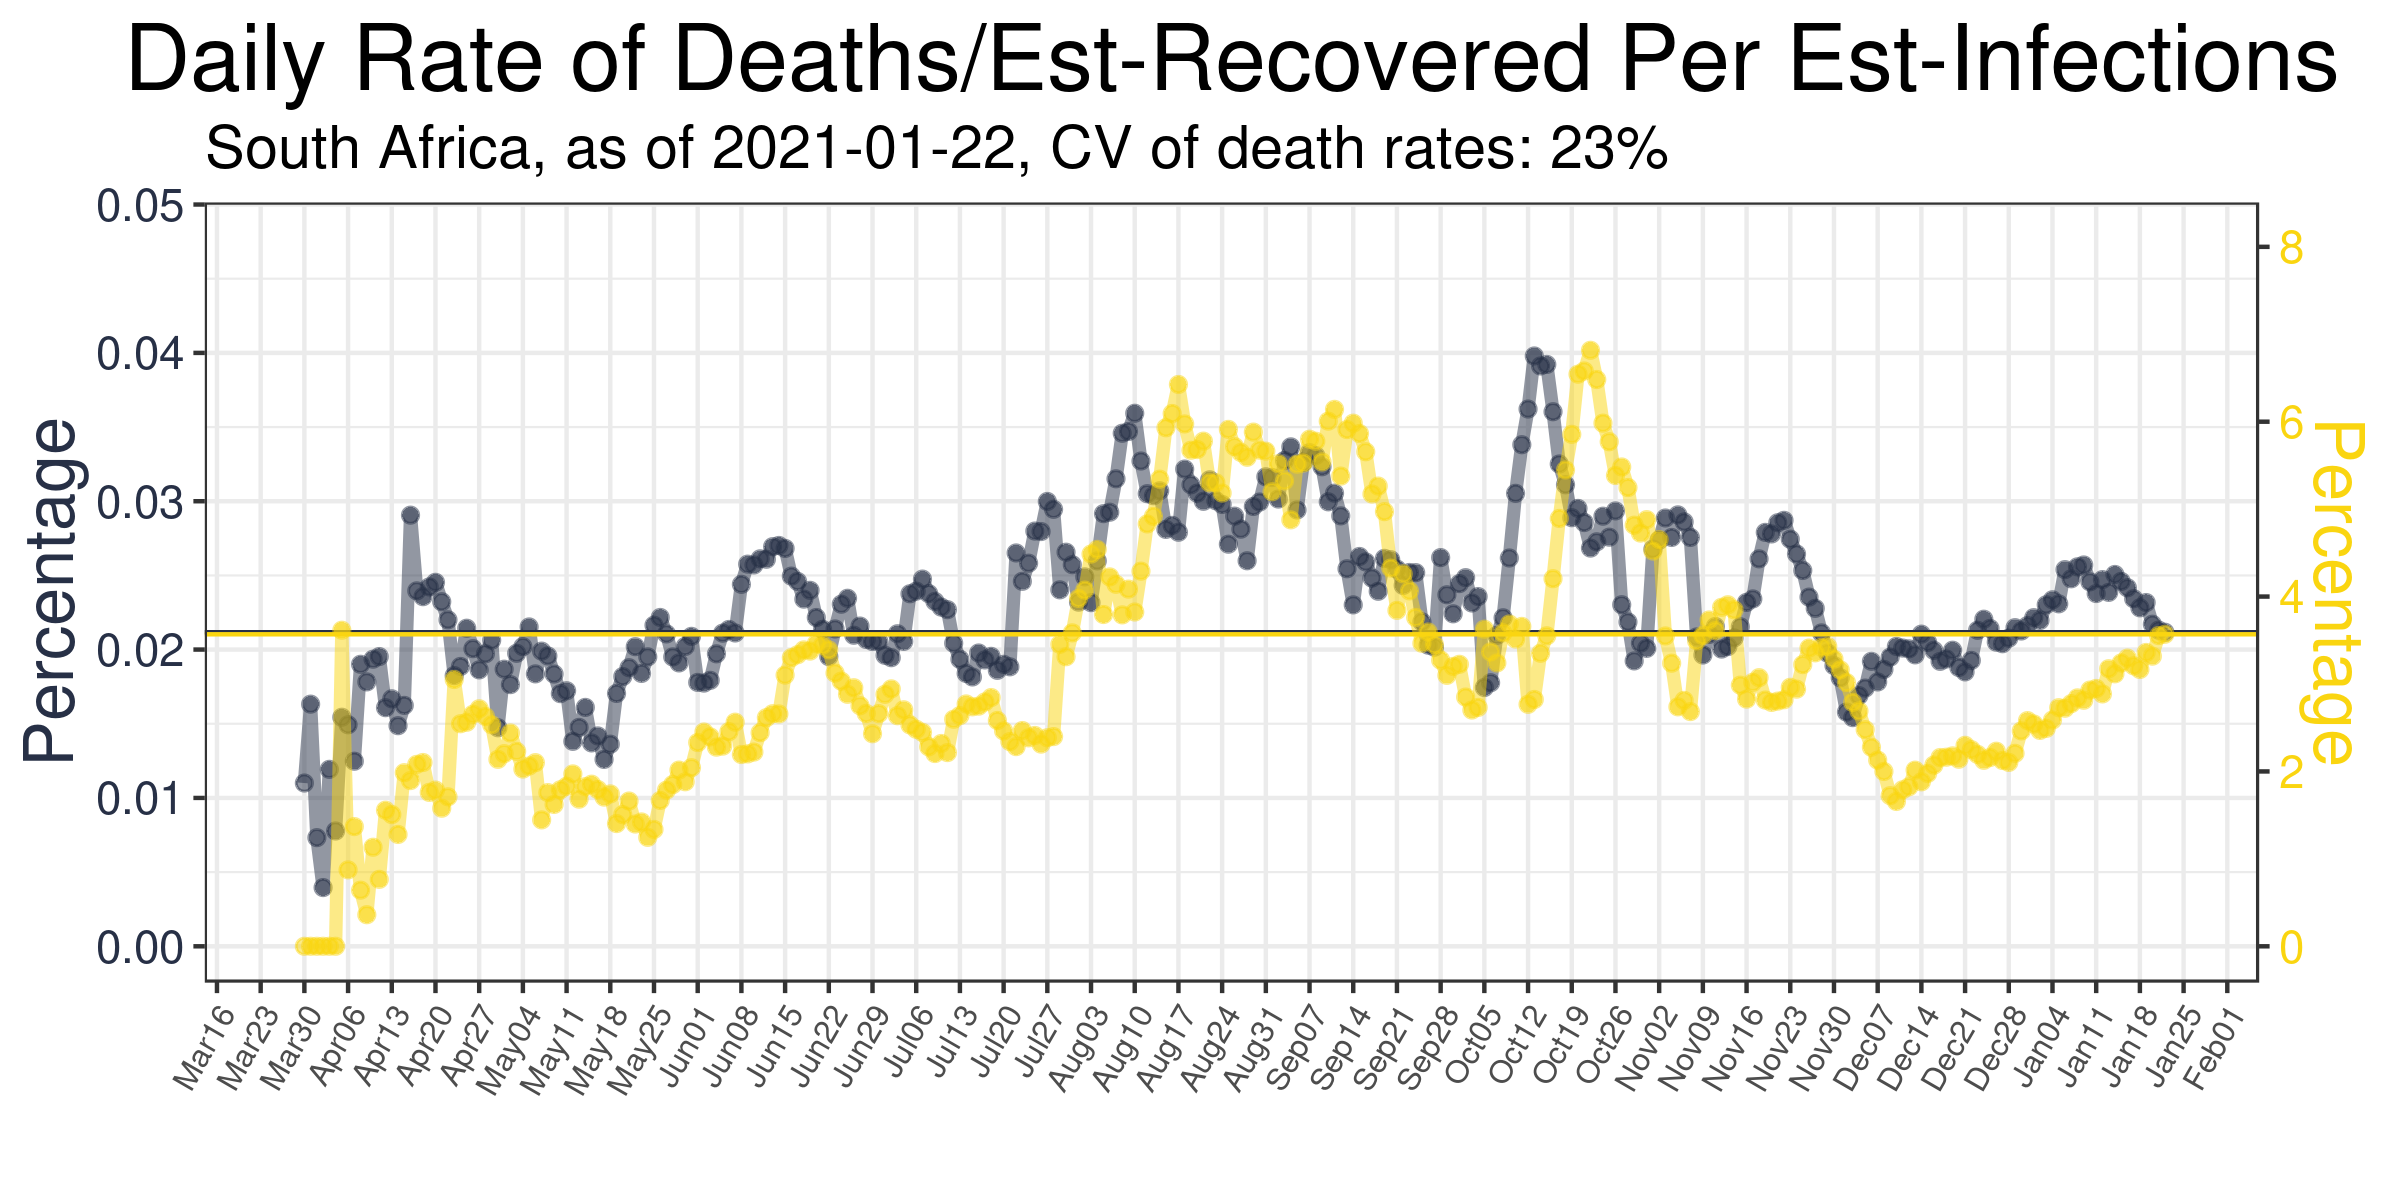 Daily Rate of Deaths/Est-Recovered Per Est-Infections
South Africa, as of 2021-01-22, CV of death rates: 23%
Percentage
0.05
0.04
0.03
0.02
0.01
0.00
8
6
4
2
0
Percentage
Mar16
Mar23
Mar30
Apr06
Apr13
Apr20
Apr27
May04
May11
May18
May25
Jun01
Jun08
Jun15
Jun22
Jun29
Jul06
Jul13
Jul20
Jul27
Aug03
Aug10
Aug17
Aug24
Aug31
Sep07
Sep14
Sep21
Sep28
Oct05
Oct12
Oct19
Oct26
Nov02
Nov09
Nov16
Nov23
Nov30
Dec07
Dec14
Dec21
Dec28
Jan04
Jan11
Jan18
Jan25
Feb01